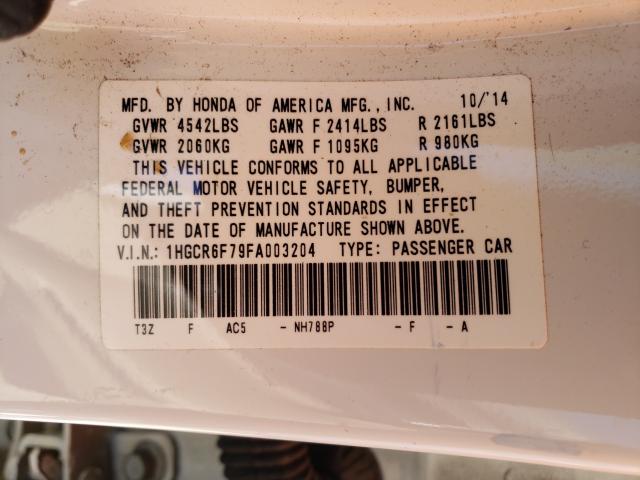 MFD. BY HONDA OF AMERICA MFG., INC. 10/'14
GVWR 4542LBS GAWR F 2414LBS R 2161LBS
GVWR 2060KG GAWR F 1095KG R 980KG
THIS VEHICLE CONFORMS TO ALL APPLICABLE
FEDERAL MOTOR VEHICLE SAFETY, BUMPER,
AND THEFT PREVENTION STANDARDS IN EFFECT
ON THE DATE OF MANUFACTURE SHOWN ABOVE.
V.I.N.: 1HGCR6F79FA003204 TYPE: PASSENGER CAR
T3Z F AC5 - NH788P - F - A